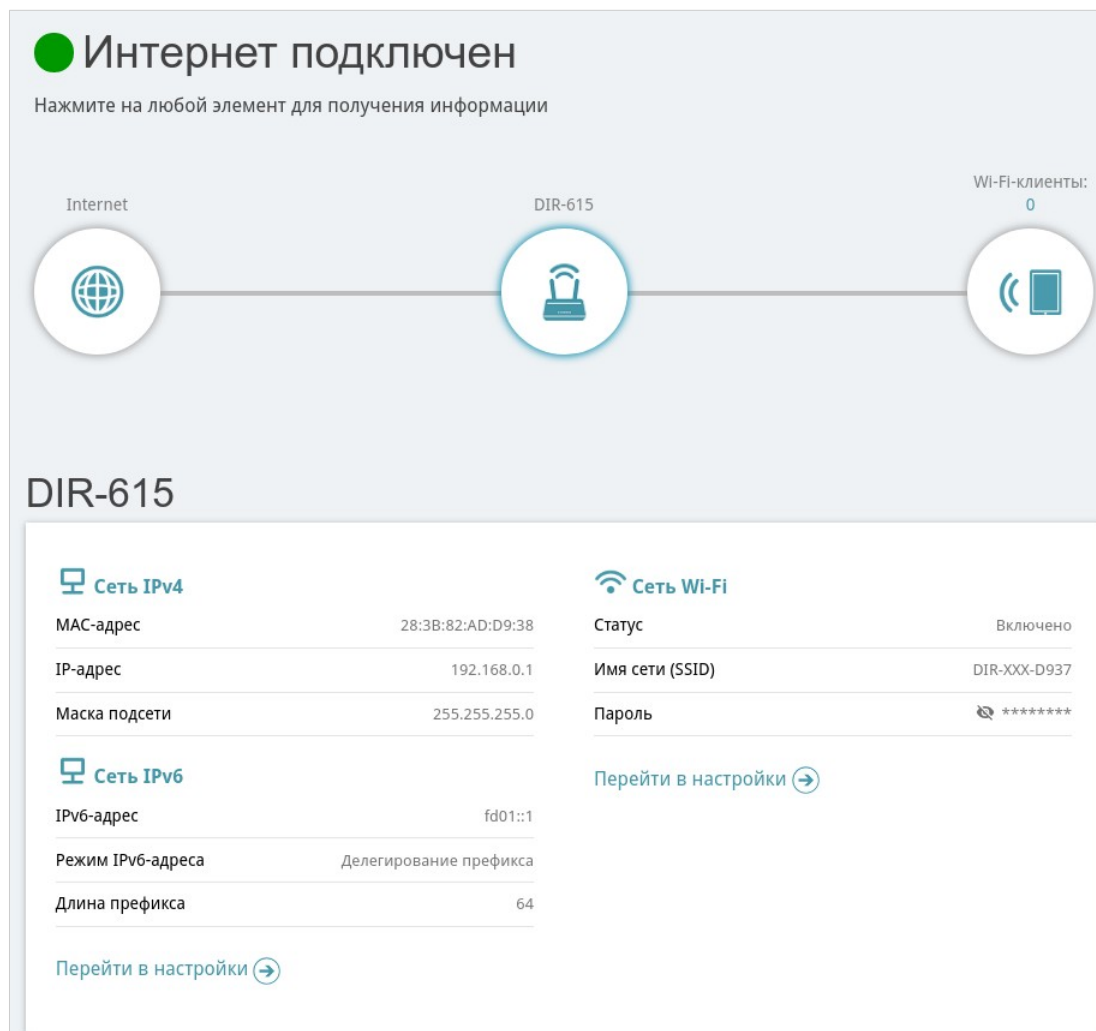 Интернет подключен
Нажмите на любой элемент для получения информации
Internet
DIR-615
Wi-Fi-клиенты:
0
DIR-615
Сеть IPv4
MAC-адрес 28:3B:82:AD:D9:38
IP-адрес 192.168.0.1
Маска подсети 255.255.255.0
Сеть IPv6
IPv6-адрес fd01::1
Режим IPv6-адреса Делегирование префикса
Длина префикса 64
Перейти в настройки
Сеть Wi-Fi
Статус Включено
Имя сети (SSID) DIR-XXX-D937
Пароль ********
Перейти в настройки